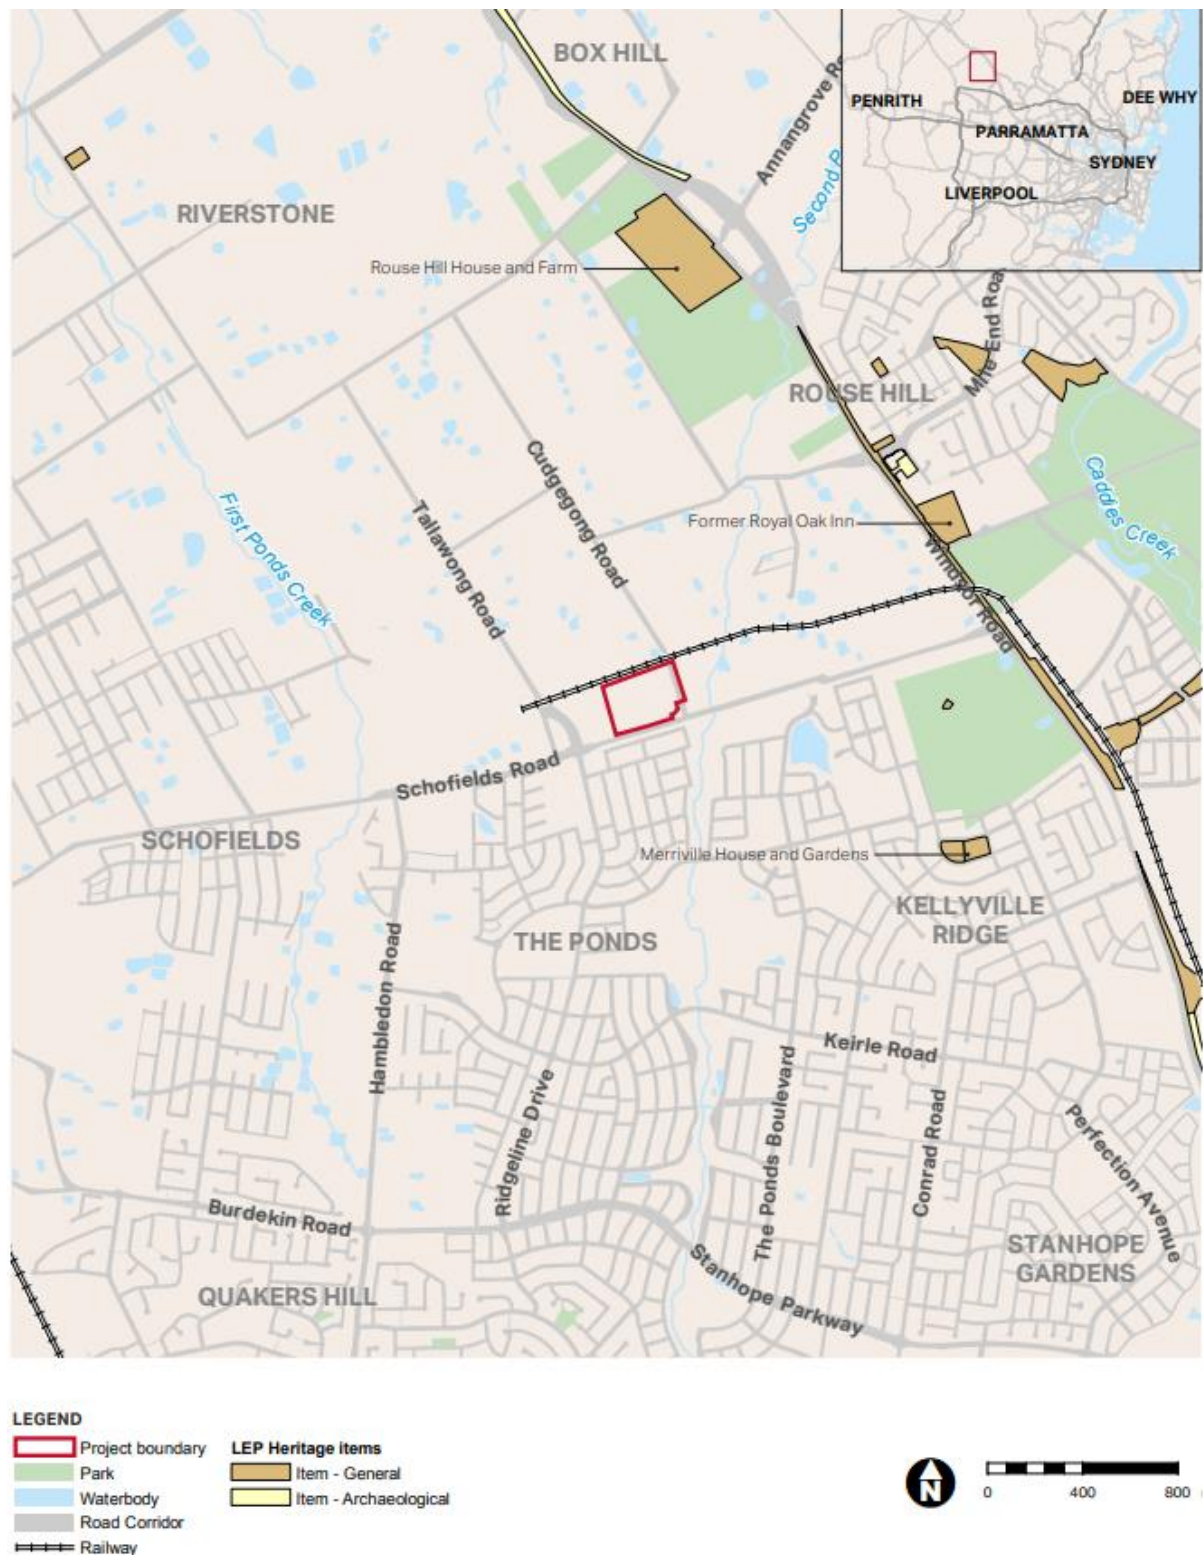 BOX HILL
Annangrove Ro
PENRITH
DEE WHY
PARRAMATTA
SYDNEY
LIVERPOOL
RIVERSTONE
Second P
Rouse Hill House and Farm
Mile End Roa
ROUSE HILL
Cudgegong Road
Caddies Creek
First Ponds Creek
Tallawong Road
Former Royal Oak Inn
Windsor Road
Schofields Road
SCHOFIELDS
Merriville House and Gardens
KELLYVILLE
RIDGE
THE PONDS
Hambledon Road
Keirle Road
Ridgeline Drive
The Ponds Boulevard
Conrad Road
Perfection Avenue
Burdekin Road
STANHOPE
GARDENS
Stanhope Parkway
QUAKERS HILL
LEGEND
Project boundary
Park
Waterbody
Road Corridor
Railway
LEP Heritage items
Item - General
Item - Archaeological
N
0 400 800